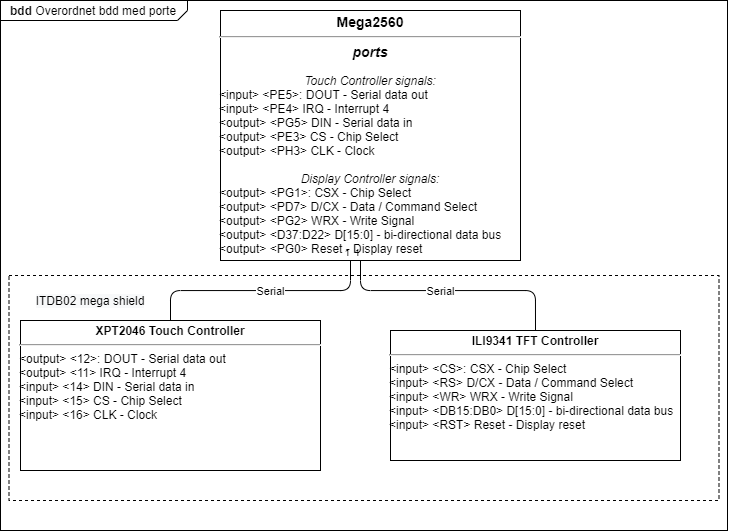 bdd Overordnet bdd med porte
Mega2560
ports
Touch Controller signals:
<input> <PE5>: DOUT - Serial data out
<input> <PE4> IRQ - Interrupt 4
<output> <PG5> DIN - Serial data in
<output> <PE3> CS - Chip Select
<output> <PH3> CLK - Clock
Display Controller signals:
<output> <PG1>: CSX - Chip Select
<output> <PD7> D/CX - Data / Command Select
<output> <PG2> WRX - Write Signal
<output> <D37:D22> D[15:0] - bi-directional data bus
<output> <PG0> Reset - Display reset
1 1
Serial
Serial
ITDB02 mega shield
XPT2046 Touch Controller
<output> <12>: DOUT - Serial data out
<output> <11> IRQ - Interrupt 4
<input> <14> DIN - Serial data in
<input> <15> CS - Chip Select
<input> <16> CLK - Clock
ILI9341 TFT Controller
<input> <CS>: CSX - Chip Select
<input> <RS> D/CX - Data / Command Select
<input> <WR> WRX - Write Signal
<input> <DB15:DB0> D[15:0] - bi-directional data bus
<input> <RST> Reset - Display reset